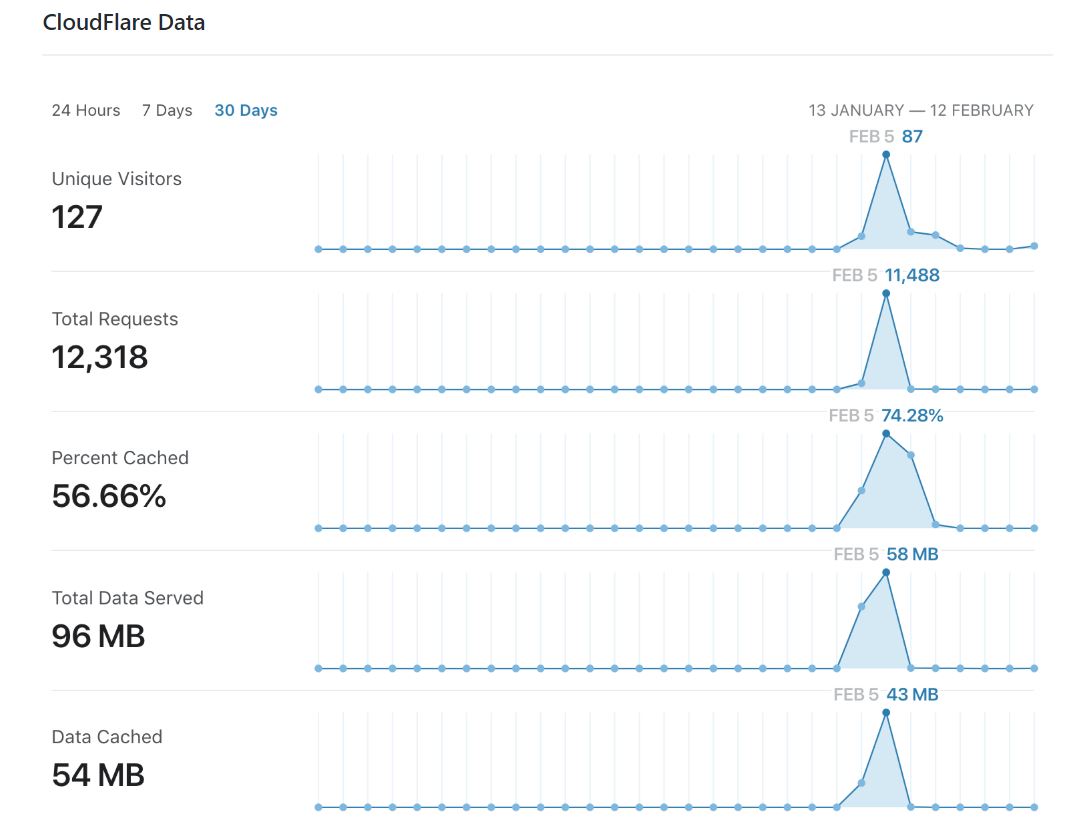 CloudFlare Data
24 Hours 7 Days 30 Days 13 JANUARY — 12 FEBRUARY
FEB 5 87
Unique Visitors
127
FEB 5 11,488
Total Requests
12,318
FEB 5 74.28%
Percent Cached
56.66%
FEB 5 58 MB
Total Data Served
96 MB
FEB 5 43 MB
Data Cached
54 MB